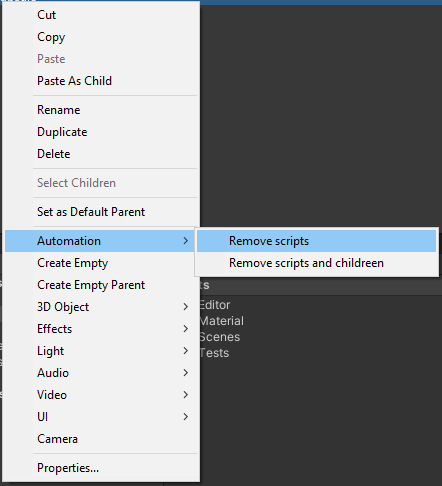 Cut
Copy
Paste
Paste As Child
Rename
Duplicate
Delete
Select Children
Set as Default Parent
Automation
Remove scripts
Create Empty
Remove scripts and childreen
Create Empty Parent
3D Object
Editor
Material
Effects
Scenes
Light
Tests
Audio
Video
UI
Camera
Properties...